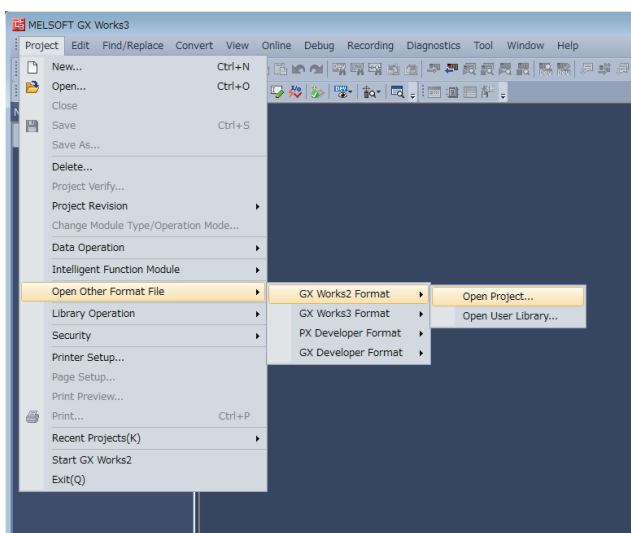 MELSOFT GX Works3
Project Edit Find/Replace Convert View Online Debug Recording Diagnostics Tool Window Help
New... Ctrl+N
Open... Ctrl+O
Close
Save Ctrl+S
Save As...
Delete...
Project Verify...
Project Revision
Change Module Type/Operation Mode...
Data Operation
Intelligent Function Module
Open Other Format File
GX Works2 Format
Open Project...
Library Operation
GX Works3 Format
Open User Library...
Security
PX Developer Format
Printer Setup...
GX Developer Format
Page Setup...
Print Preview...
Print... Ctrl+P
Recent Projects(K)
Start GX Works2
Exit(Q)